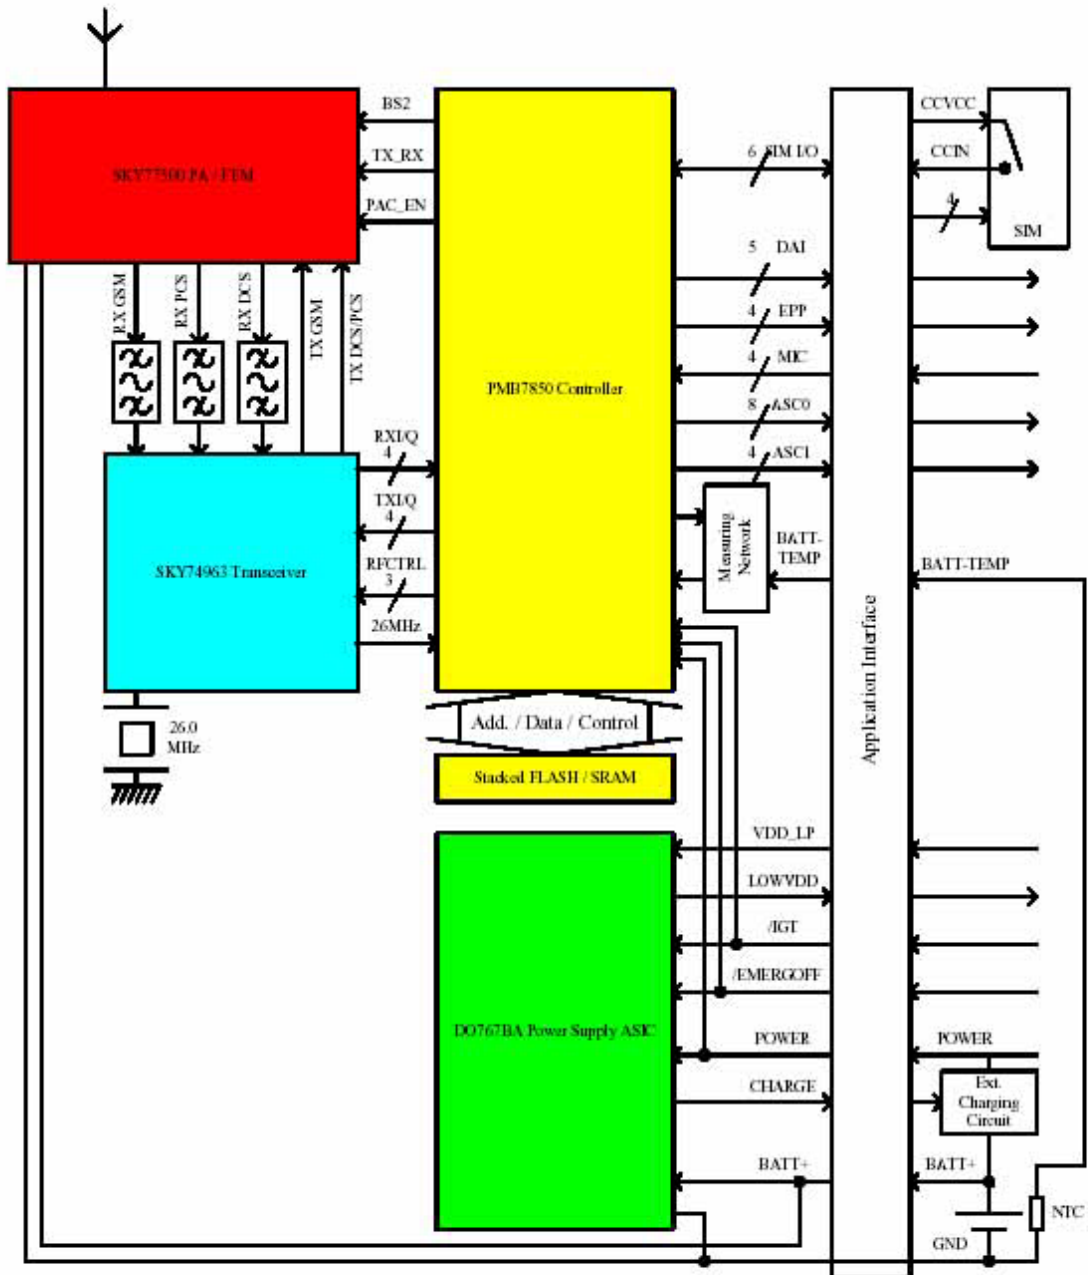 BS2
CCVCC
TX_RX
6 SIM I/O
CCIN
SKY77500 PA / FEM
PAC_EN
4
SIM
5 DAI
RX GSM
RX PCS
RX DCS
TX GSM
TX DCS/PCS
4 EPP
4 MIC
PMB7850 Controller
8 ASC0
RXI/Q
4
4 ASC1
TXI/Q
4
Measuring
Network
BATT-
TEMP
BATT-TEMP
SKY74963 Transceiver
RFCTRL
3
26MHz
Application Interface
26.0
MHz
Add. / Data / Control
Stacked FLASH / SRAM
VDD_LP
LOWVDD
/IGT
/EMERGOFF
DO767BA Power Supply ASIC
POWER
POWER
CHARGE
Ext.
Charging
Circuit
BATT+
BATT+
NTC
GND